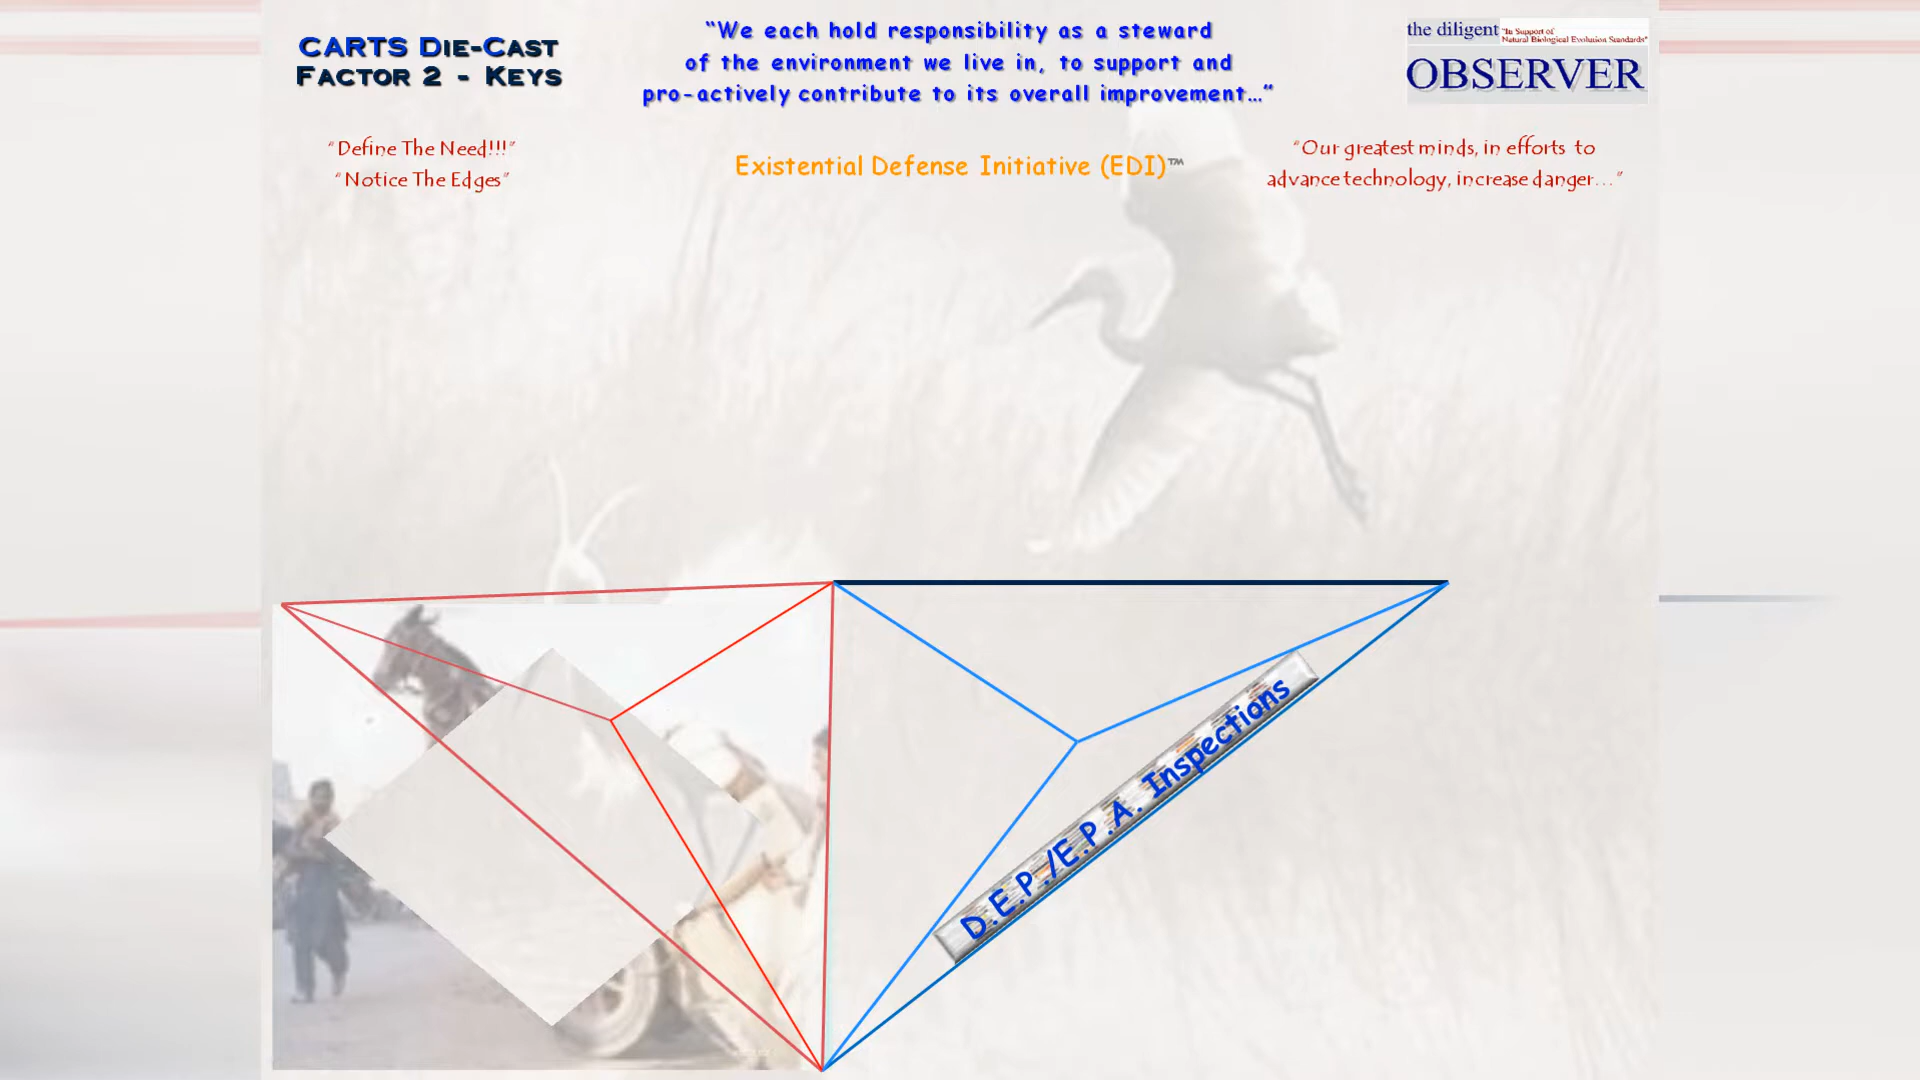 CARTS Die-Cast
Factor 2 - Keys
“We each hold responsibility as a steward
of the environment we live in, to support and
pro-actively contribute to its overall improvement…”
the diligent
"In Support of
Natural Biological Evolution Standards"
OBSERVER
“Define The Need!!!”
“Notice The Edges”
Existential Defense Initiative (EDI)™
“Our greatest minds, in efforts to
advance technology, increase danger…”
D.E.P./E.P.A. Inspections